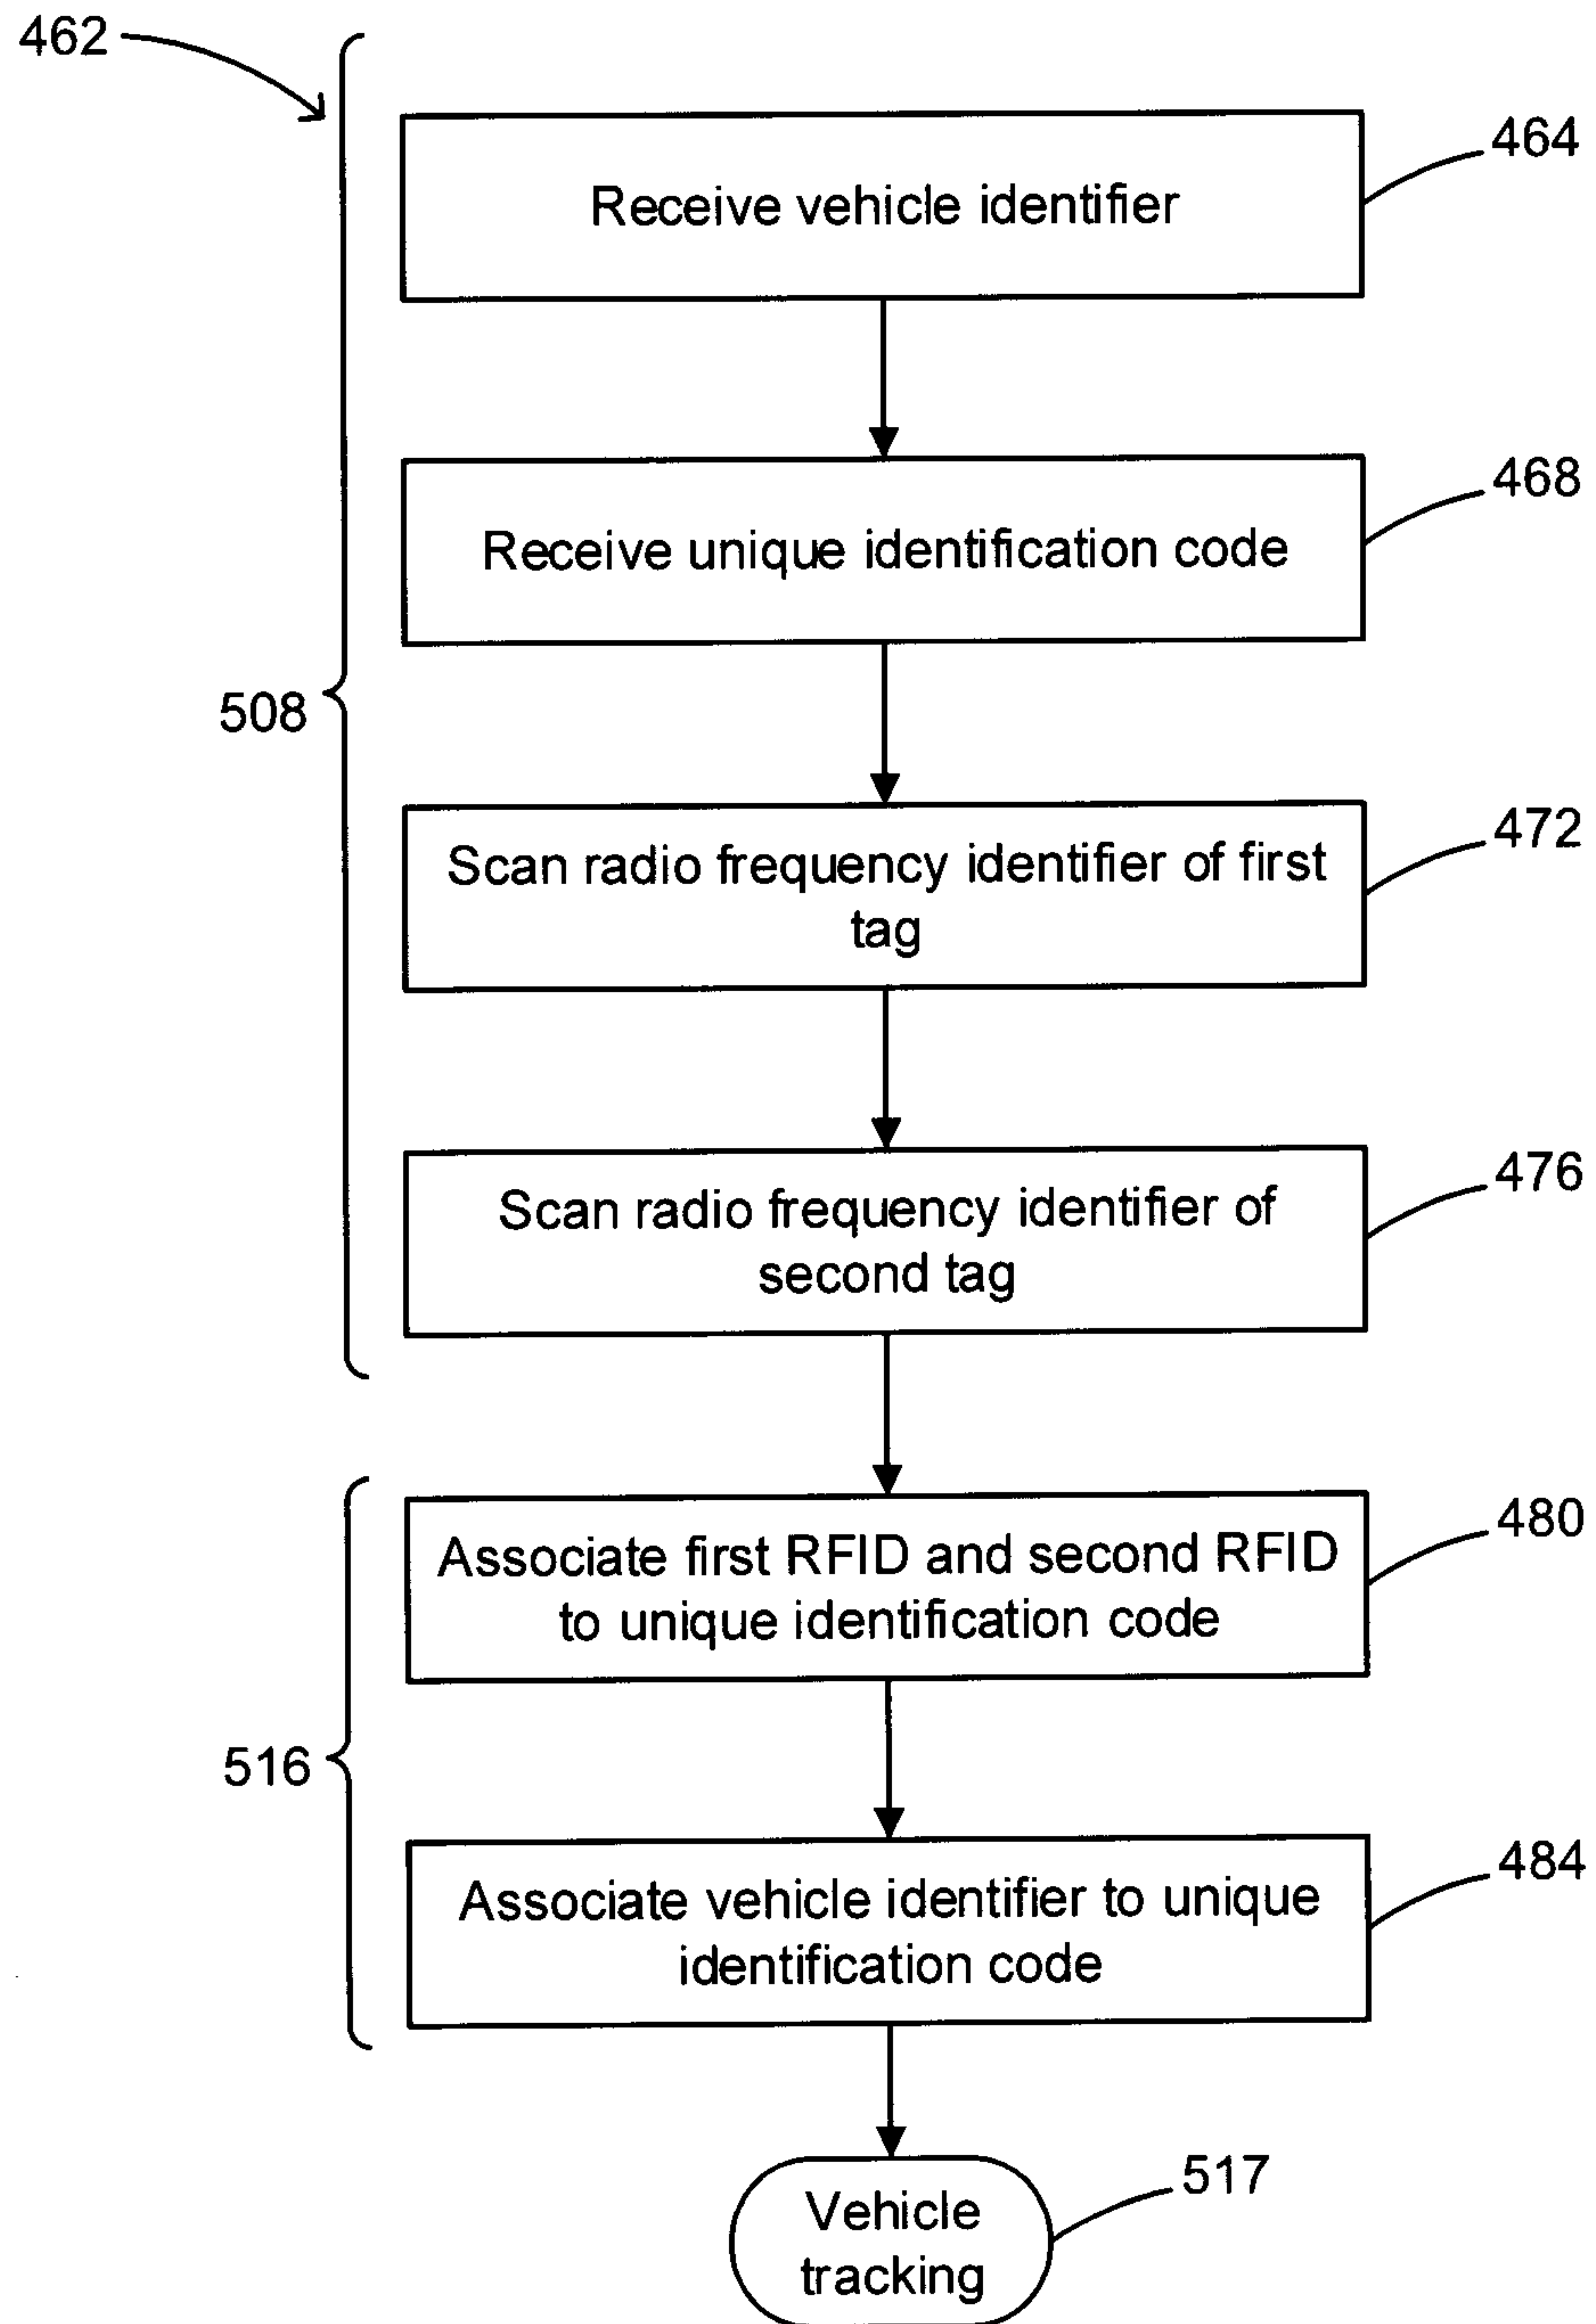 462
464
Receive vehicle identifier
468
Receive unique identification code
508
472
Scan radio frequency identifier of first
tag
476
Scan radio frequency identifier of
second tag
480
Associate first RFID and second RFID
to unique identification code
516
484
Associate vehicle identifier to unique
identification code
517
Vehicle
tracking